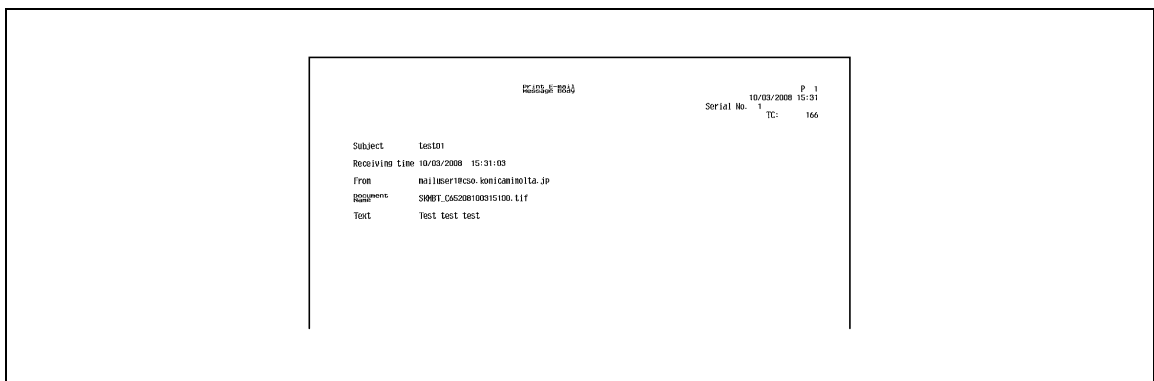 Print E-mail
Message Body
P 1
10/03/2008 15:31
Serial No. 1
TC: 166
Subject test01
Receiving time 10/03/2008 15:31:03
From mailuser1@cso.konicaminolta.jp
Document
Name SKMBT_C65208100315100.tif
Text Test test test